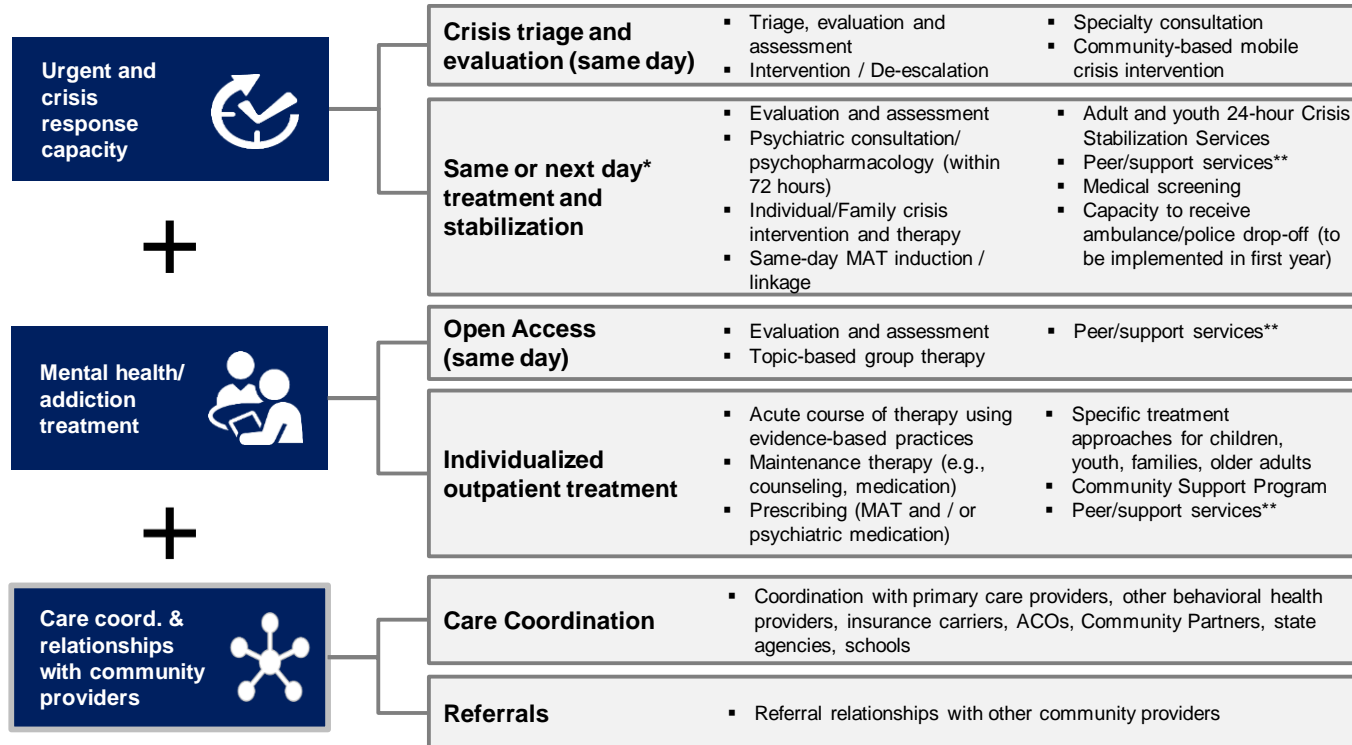 Urgent and
crisis
response
capacity
Crisis triage and
evaluation (same day)
▪ Triage, evaluation and
assessment
▪ Intervention / De-escalation
▪ Specialty consultation
▪ Community-based mobile
crisis intervention
Same or next day*
treatment and
stabilization
▪ Evaluation and assessment
▪ Psychiatric consultation/
psychopharmacology (within
72 hours)
▪ Individual/Family crisis
intervention and therapy
▪ Same-day MAT induction /
linkage
▪ Adult and youth 24-hour Crisis
Stabilization Services
▪ Peer/support services**
▪ Medical screening
▪ Capacity to receive
ambulance/police drop-off (to
be implemented in first year)
+
Mental health/
addiction
treatment
Open Access
(same day)
▪ Evaluation and assessment
▪ Topic-based group therapy
▪ Peer/support services**
Individualized
outpatient treatment
▪ Acute course of therapy using
evidence-based practices
▪ Maintenance therapy (e.g.,
counseling, medication)
▪ Prescribing (MAT and / or
psychiatric medication)
▪ Specific treatment
approaches for children,
youth, families, older adults
▪ Community Support Program
▪ Peer/support services**
+
Care coord. &
relationships
with community
providers
Care Coordination
▪ Coordination with primary care providers, other behavioral health
providers, insurance carriers, ACOs, Community Partners, state
agencies, schools
Referrals
▪ Referral relationships with other community providers